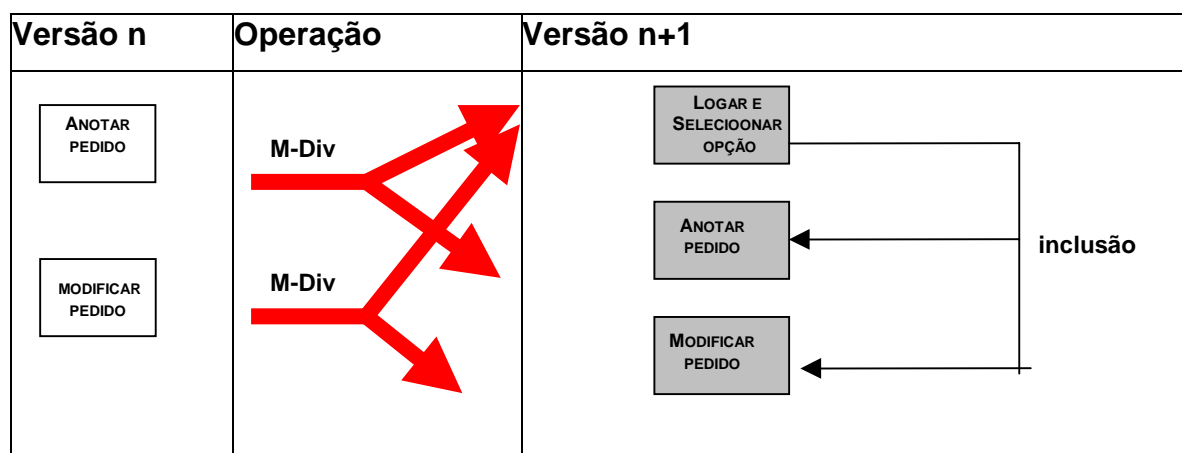 Versão n
Operação
Versão n+1
ANOTAR
PEDIDO
M-Div
LOGAR E
SELECIOONAR
OPÇÃO
ANOTAR
PEDIDO
inclusão
MODIFICAR
PEDIDO
M-Div
MODIFICAR
PEDIDO